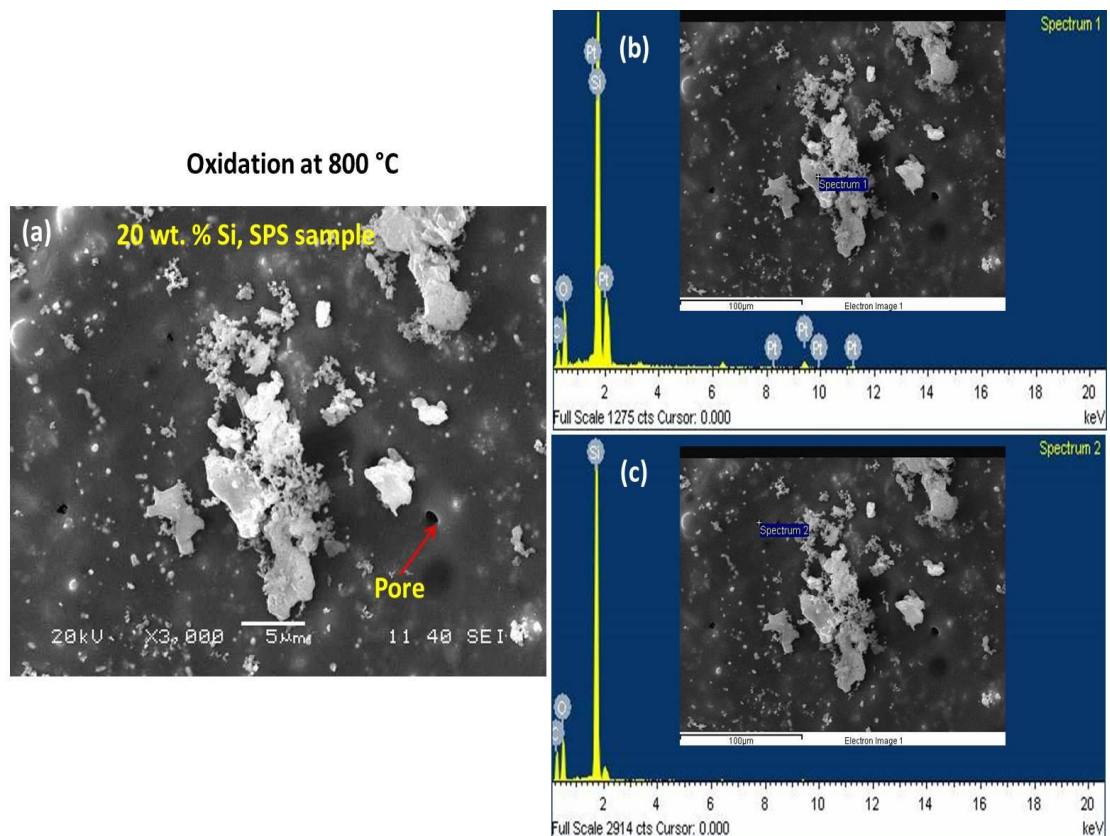 Oxidation at 800 °C
(a)
20 wt. % Si, SPS sample
Pore
20kV X3,000 5μm 11 40 SEI
(b)
Spectrum 1
Pt
Si
Spectrum 1
100μm Electron Image 1
O
Pt
C
Pt
Pt
Pt
Pt
2 4 6 8 10 12 14 16 18 20
Full Scale 1275 cts Cursor: 0.000 keV
(c)
Spectrum 2
Si
Spectrum 2
100μm Electron Image 1
O
C
2 4 6 8 10 12 14 16 18 20
Full Scale 2914 cts Cursor: 0.000 keV